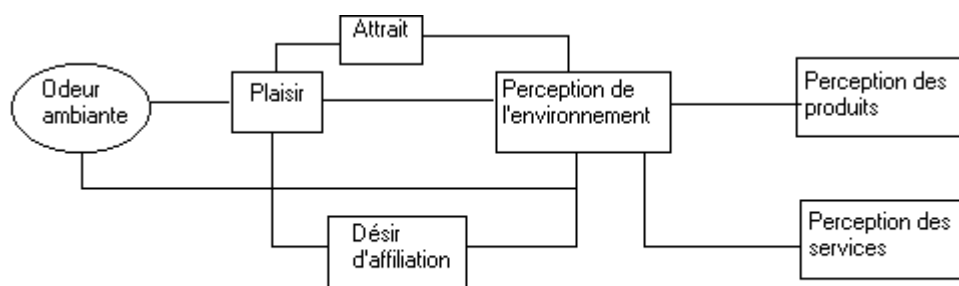 Attrait
Odeur
ambiante
Plaisir
Perception de
l'environnement
Perception des
produits
Désir
d'affiliation
Perception des
services